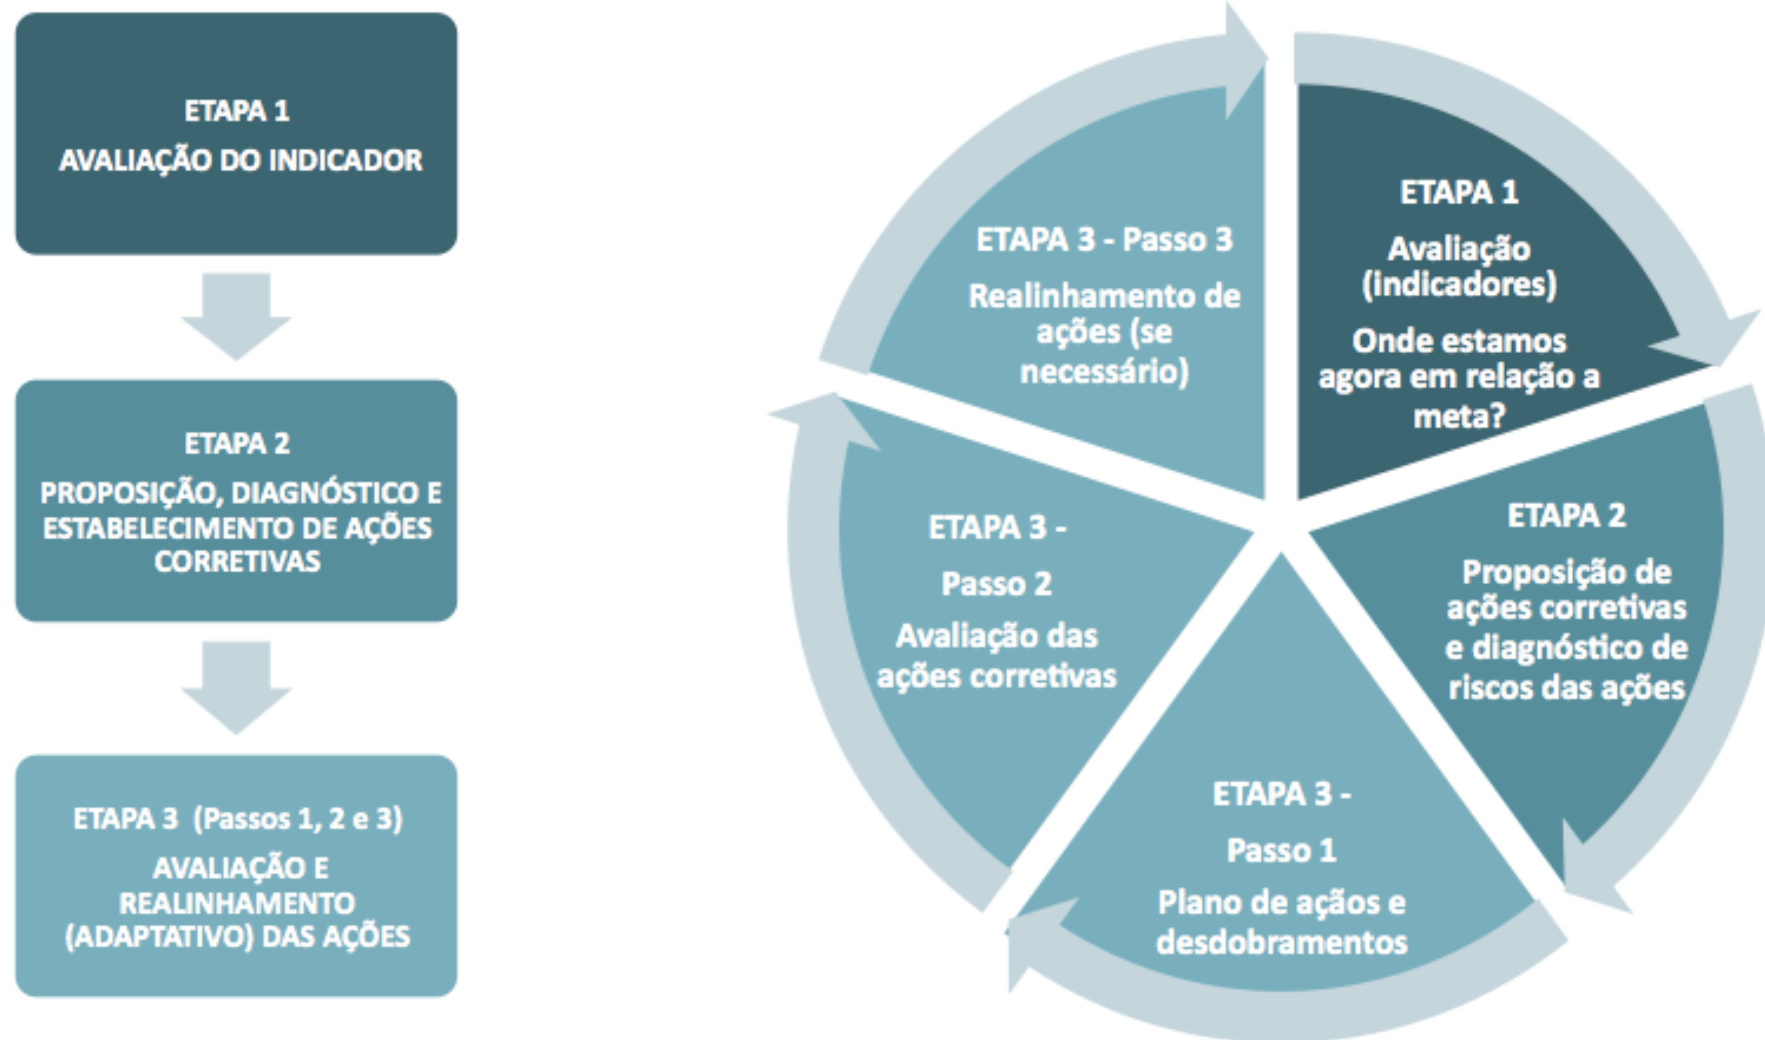 ETAPA 1
AVALIAÇÃO DO INDICADOR
ETAPA 2
PROPOSIÇÃO, DIAGNÓSTICO E
ESTABELECIMENTO DE AÇÕES
CORRETIVAS
ETAPA 3 (Passos 1, 2 e 3)
AVALIAÇÃO E
REALINHAMENTO
(ADAPTATIVO) DAS AÇÕES
ETAPA 1
Avaliação
(indicadores)
Onde estamos
agora em relação a
meta?
ETAPA 2
Proposição de
ações corretivas
e diagnóstico de
riscos das ações
ETAPA 3 -
Passo 1
Plano de açãos e
desdobramentos
ETAPA 3 -
Passo 2
Avaliação das
ações corretivas
ETAPA 3 - Passo 3
Realinhamento de
ações (se
necessário)